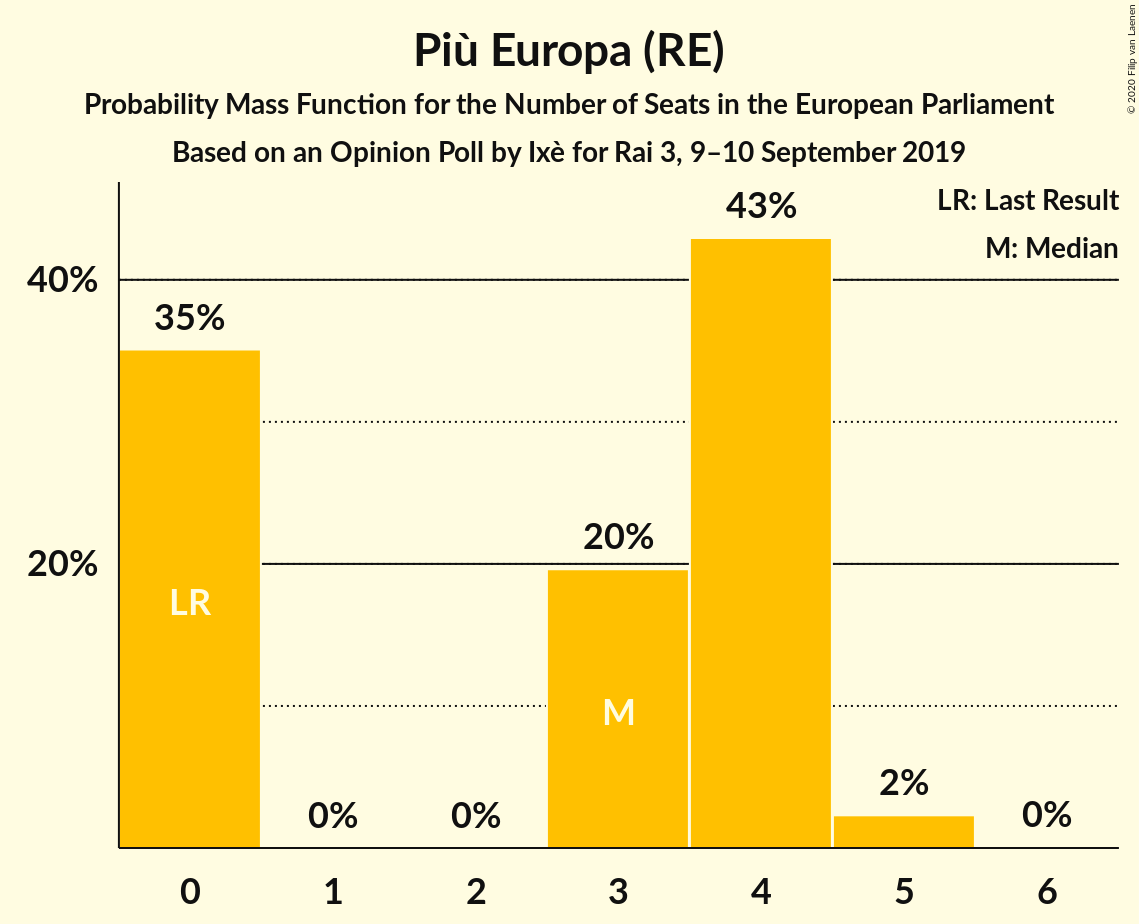 Più Europa (RE)
Probability Mass Function for the Number of Seats in the European Parliament
Based on an Opinion Poll by Ixè for Rai 3, 9–10 September 2019
© 2020 Filip van Laenen
LR: Last Result
M: Median
43%
40%
35%
20%
20%
LR
M
2%
0%
0%
0%
0 1 2 3 4 5 6